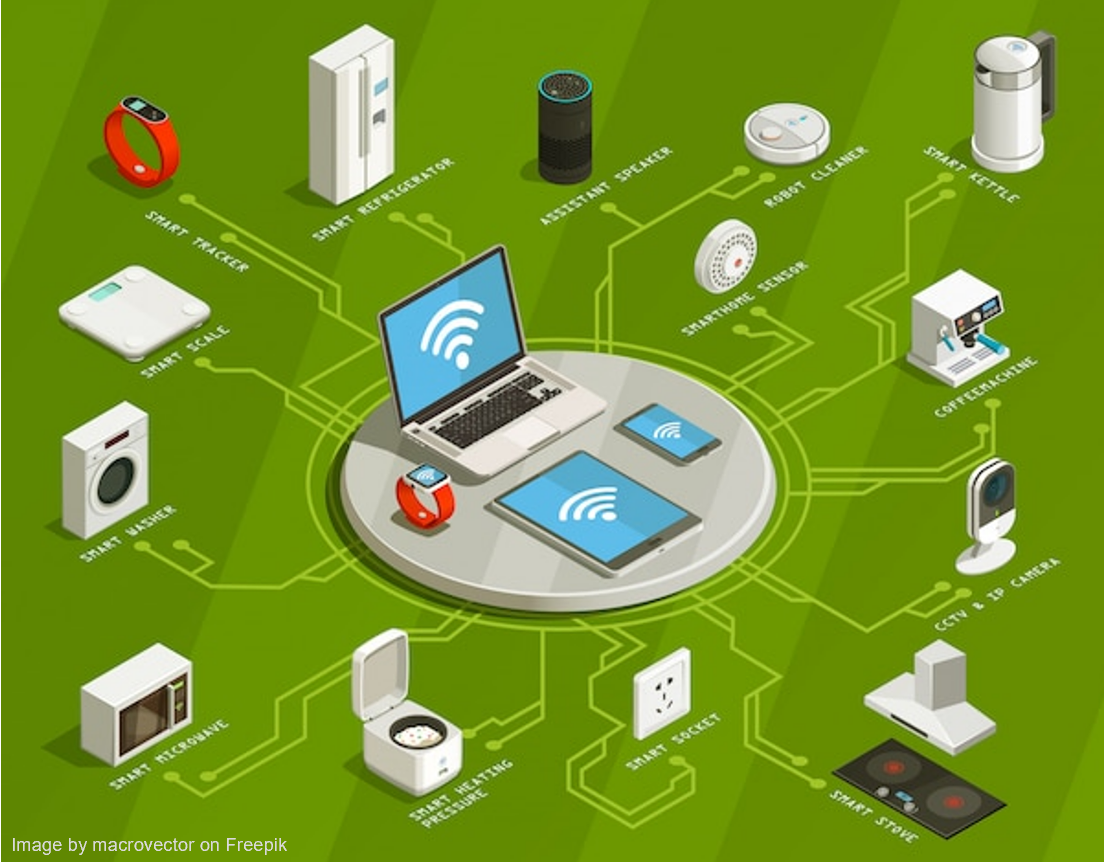 SMART TRACKER
SMART REFRIGERATOR
ASSISTANT SPEAKER
ROBOT CLEANER
SMART KETTLE
SMARTHOME SENSOR
SMART SCALE
COFFEEMACHINE
SMART WASHER
CCTV & IP CAMERA
SMART MICROWAVE
SMART HEATING
PRESSURE
SMART SOCKET
SMART STOVE
Image by macrovector on Freepik